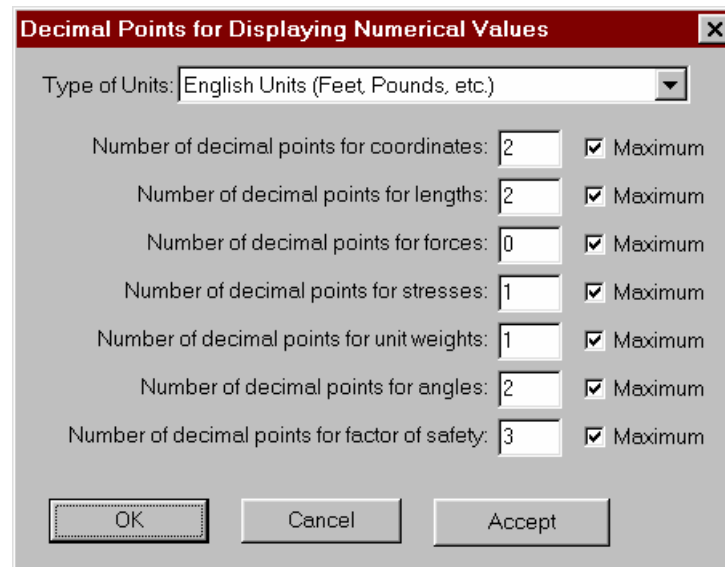 Decimal Points for Displaying Numerical Values
Type of Units: English Units (Feet, Pounds, etc.)
Number of decimal points for coordinates: 2 Maximum
Number of decimal points for lengths: 2 Maximum
Number of decimal points for forces: 0 Maximum
Number of decimal points for stresses: 1 Maximum
Number of decimal points for unit weights: 1 Maximum
Number of decimal points for angles: 2 Maximum
Number of decimal points for factor of safety: 3 Maximum
OK Cancel Accept